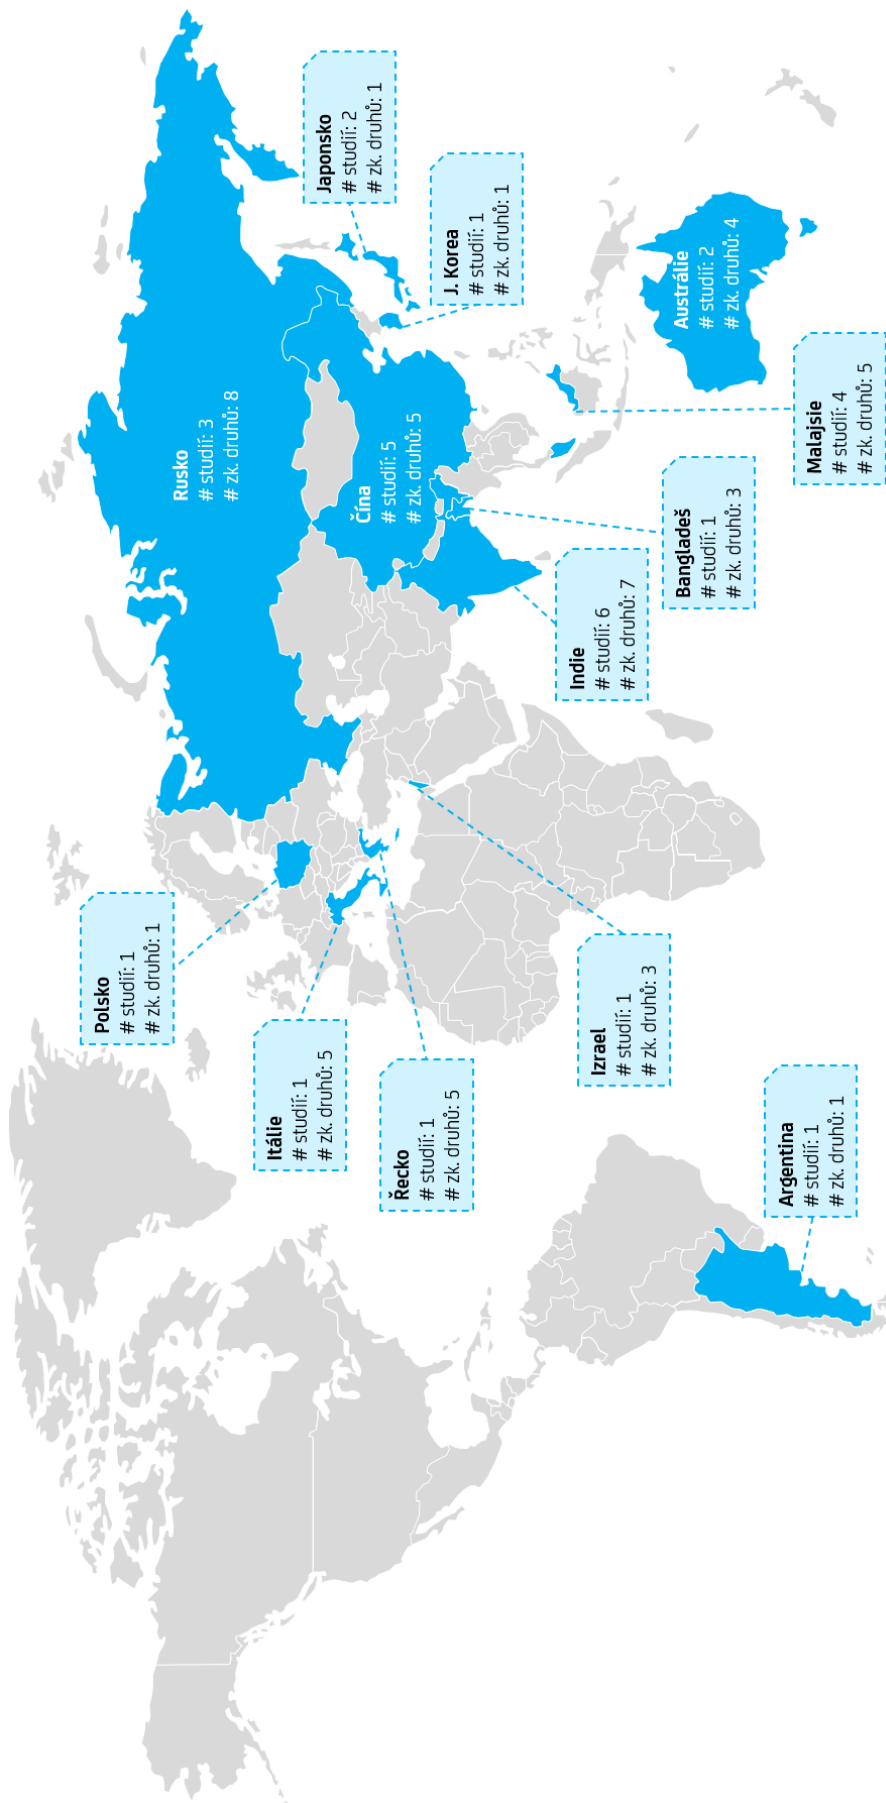 Polsko
# studií: 1
# zk. druhů: 1
Itálie
# studií: 1
# zk. druhů: 5
Řecko
# studií: 1
# zk. druhů: 5
Izrael
# studií: 1
# zk. druhů: 3
Argentina
# studií: 1
# zk. druhů: 1
Rusko
# studií: 3
# zk. druhů: 8
Čína
# studií: 5
# zk. druhů: 5
Indie
# studií: 6
# zk. druhů: 7
Bangladeš
# studií: 1
# zk. druhů: 3
Malajsie
# studií: 4
# zk. druhů: 5
Japonsko
# studií: 2
# zk. druhů: 1
J. Korea
# studií: 1
# zk. druhů: 1
Austrálie
# studií: 2
# zk. druhů: 4